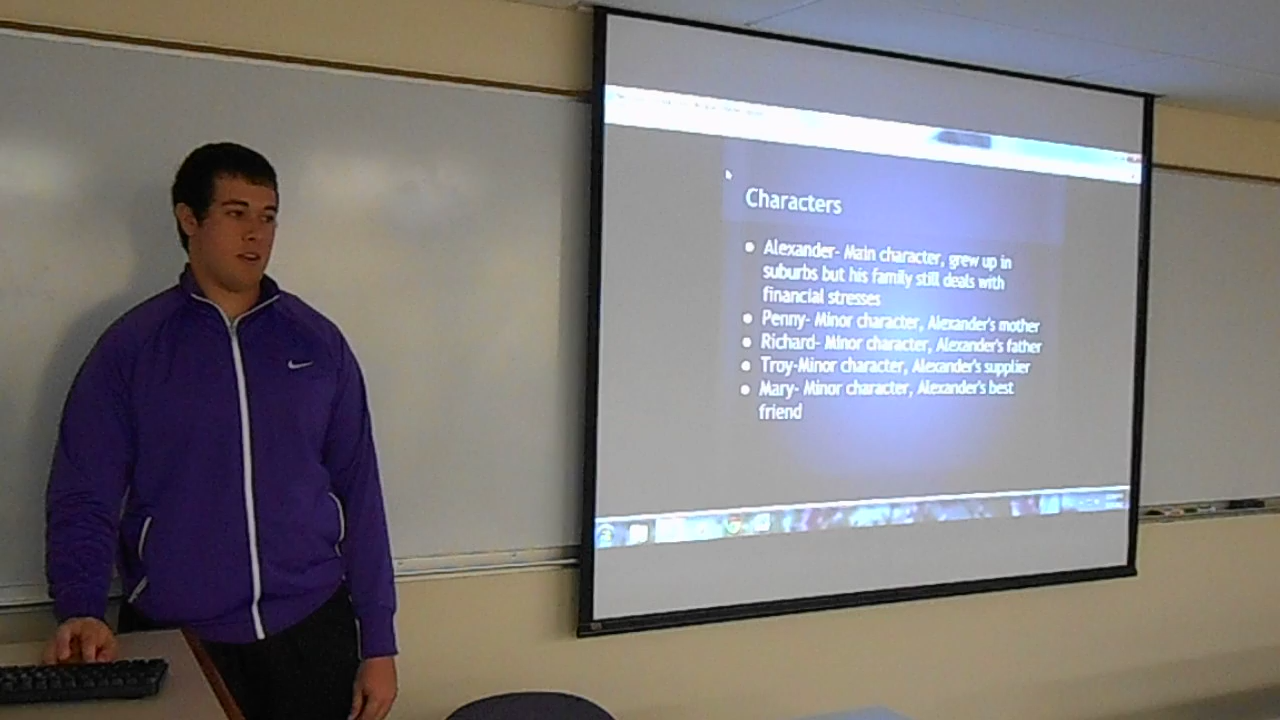 Characters
Alexander- Main character, grew up in
suburbs but his family still deals with
financial stresses
Penny- Minor character, Alexander's mother
Richard- Minor character, Alexander's father
Troy-Minor character, Alexander's supplier
Mary- Minor character, Alexander's best
friend